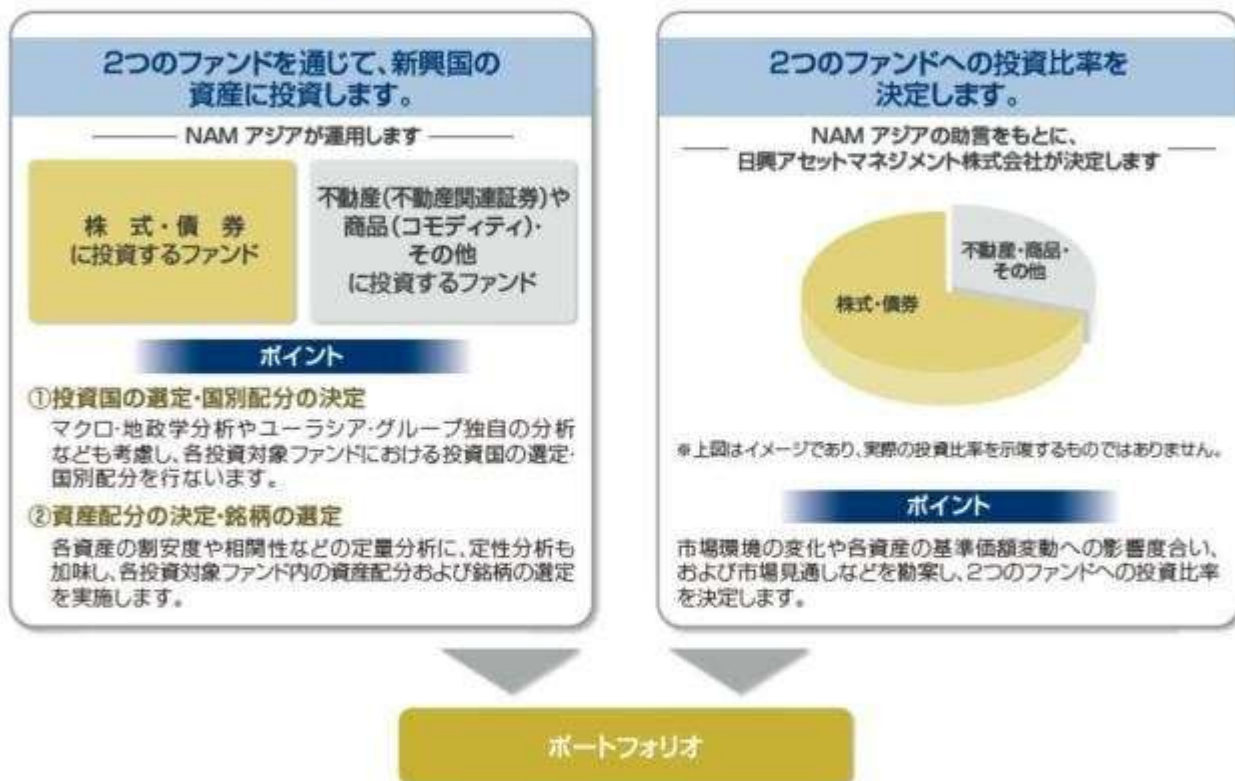 2つのファンドを通じて、新興国の
資産に投資します。
NAM アジアが運用します
株 式・債 券
に投資するファンド
不動産(不動産関連証券)や
商品(コモディティ)・
その他
に投資するファンド
ポイント
①投資国の選定・国別配分の決定
マクロ・地政学分析やユーラシア・グループ独自の分析
なども考慮し、各投資対象ファンドにおける投資国の選定・
国別配分を行ないます。
②資産配分の決定・銘柄の選定
各資産の割安度や相関性などの定量分析に、定性分析も
加味し、各投資対象ファンド内の資産配分および銘柄の選定
を実施します。
2つのファンドへの投資比率を
決定します。
NAM アジアの助言をもとに、
日興アセットマネジメント株式会社が決定します
不動産・商品・
その他
株式・債券
※上図はイメージであり、実際の投資比率を示唆するものではありません。
ポイント
市場環境の変化や各資産の基準価額変動への影響度合い、
および市場見通しなどを勘案し、2つのファンドへの投資比率
を決定します。
ポートフォリオ